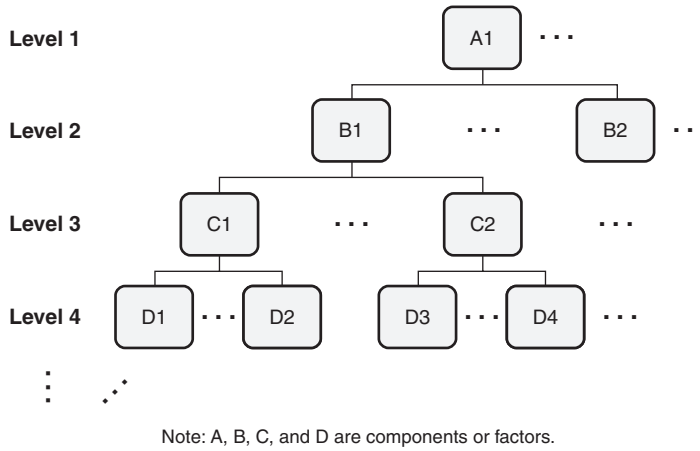 Level 1 A1 ...
Level 2 B1 ... B2 ..
Level 3 C1 ... C2 ...
Level 4 D1 ... D2 D3 ... D4 ...
Note: A, B, C, and D are components or factors.